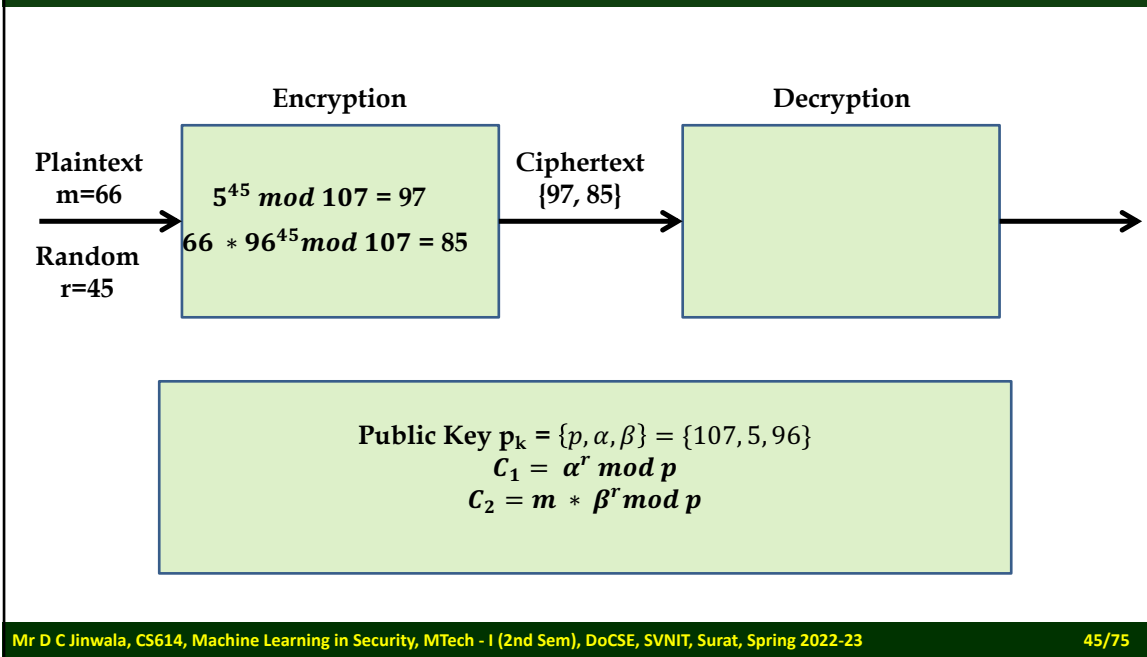 Encryption
Decryption
Plaintext
m=66
Random
r=45
5^45 mod 107 = 97
66 * 96^45 mod 107 = 85
Ciphertext
{97, 85}
Public Key p_k = {p, α, β} = {107, 5, 96}
C_1 = α^r mod p
C_2 = m * β^r mod p
Mr D C Jinwala, CS614, Machine Learning in Security, MTech - I (2nd Sem), DoCSE, SVNIT, Surat, Spring 2022-23 45/75